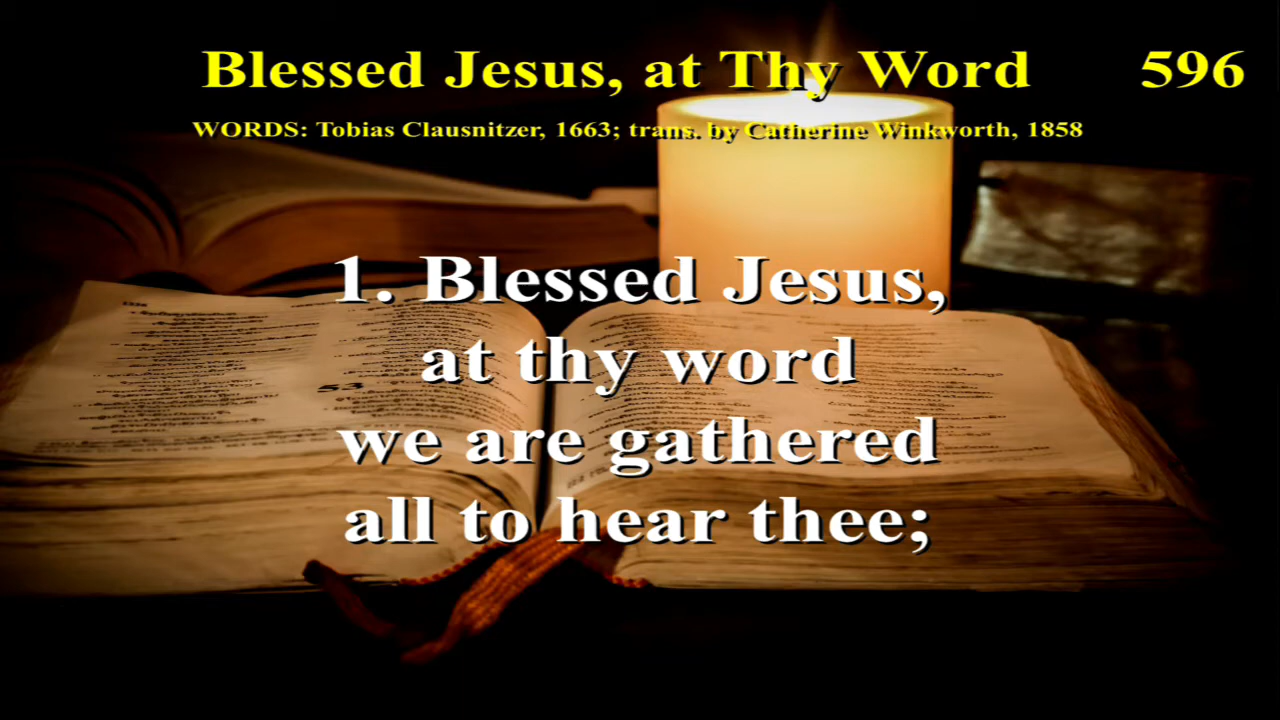 Blessed Jesus, at Thy Word 596
WORDS: Tobias Clausnitzer, 1663; trans. by Catherine Winkworth, 1858
1. Blessed Jesus,
at thy word
we are gathered
all to hear thee;
53